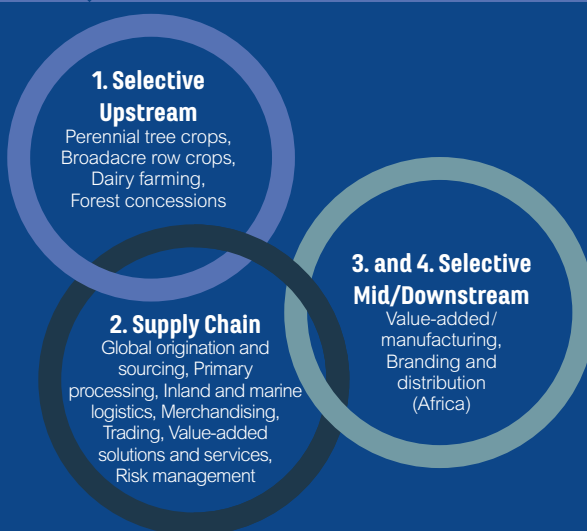 1. Selective
Upstream
Perennial tree crops,
Broadacre row crops,
Dairy farming,
Forest concessions
2. Supply Chain
Global origination and
sourcing, Primary
processing, Inland and marine
logistics, Merchandising,
Trading, Value-added
solutions and services,
Risk management
3. and 4. Selective
Mid/Downstream
Value-added/
manufacturing,
Branding and
distribution
(Africa)